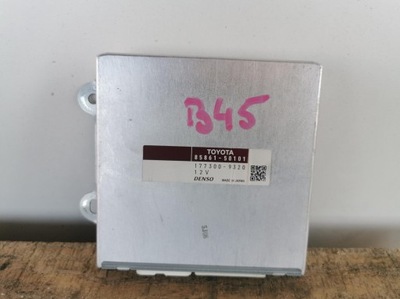 B45
TOYOTA
85861-50101
177300-9320
12V
DENSO MADE IN JAPAN